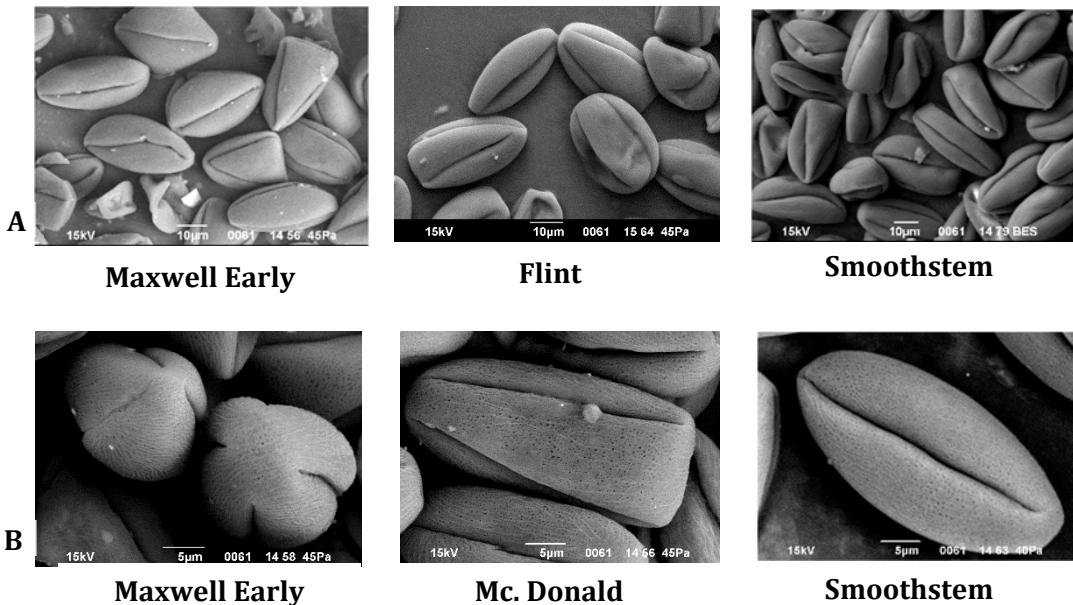 A
15kV 10µm 0061 14 56 45Pa
15kV 10µm 0061 15 64 45Pa
15kV 10µm 0061 14 79 BES
Maxwell Early
Flint
Smoothstem
B
15kV 5µm 0061 14 58 45Pa
15kV 5µm 0061 14 56 45Pa
15kV 5µm 0061 14 63 40Pa
Maxwell Early
Mc. Donald
Smoothstem